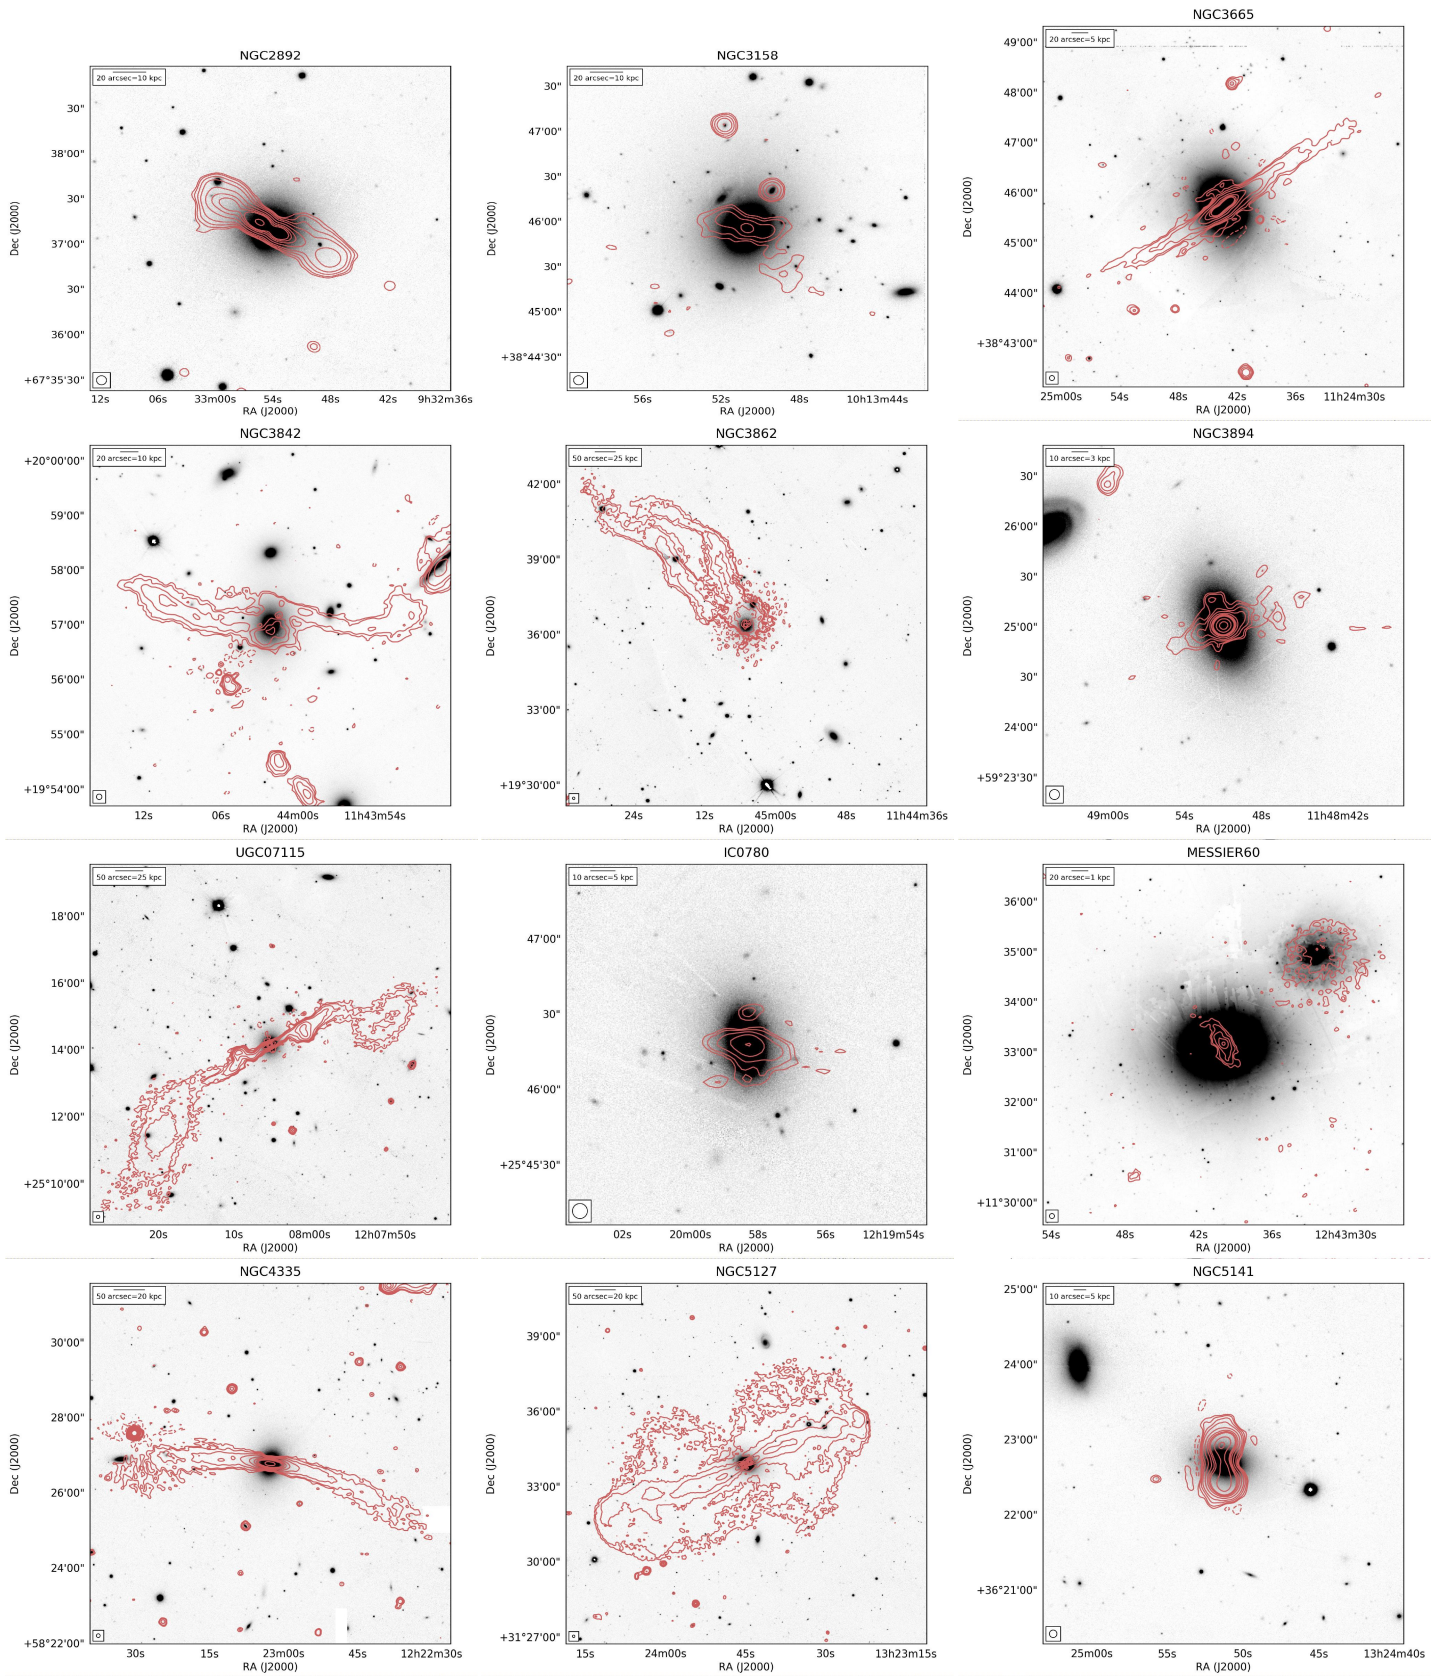 NGC2892
20 arcsec=10 kpc
30"
38'00"
30"
37'00"
30"
36'00"
+67°35'30"
Dec (J2000)
12s 06s 33m00s 54s 48s 42s 9h32m36s
RA (J2000)
NGC3158
20 arcsec=10 kpc
47'00"
30"
46'00"
30"
45'00"
+38°44'30"
Dec (J2000)
56s 52s 48s 10h13m44s
RA (J2000)
NGC3665
20 arcsec=5 kpc
49'00"
48'00"
47'00"
46'00"
45'00"
44'00"
+38°43'00"
Dec (J2000)
25m00s 54s 48s 42s 36s 11h24m30s
RA (J2000)
NGC3842
20 arcsec=10 kpc
+20°00'00"
59'00"
58'00"
57'00"
56'00"
55'00"
+19°54'00"
Dec (J2000)
12s 06s 44m00s 11h43m54s
RA (J2000)
NGC3862
50 arcsec=25 kpc
42'00"
39'00"
36'00"
33'00"
+19°30'00"
Dec (J2000)
24s 12s 45m00s 48s 11h44m36s
RA (J2000)
NGC3894
10 arcsec=3 kpc
30"
26'00"
30"
25'00"
30"
24'00"
+59°23'30"
Dec (J2000)
49m00s 54s 48s 11h48m42s
RA (J2000)
UGC07115
50 arcsec=25 kpc
18'00"
16'00"
14'00"
12'00"
+25°10'00"
Dec (J2000)
20s 10s 08m00s 12h07m50s
RA (J2000)
IC0780
10 arcsec=5 kpc
47'00"
30"
46'00"
+25°45'30"
Dec (J2000)
02s 20m00s 58s 56s 12h19m54s
RA (J2000)
MESSIER60
20 arcsec=1 kpc
36'00"
35'00"
34'00"
33'00"
32'00"
31'00"
+11°30'00"
Dec (J2000)
54s 48s 42s 36s 12h43m30s
RA (J2000)
NGC4335
50 arcsec=20 kpc
30'00"
28'00"
26'00"
24'00"
+58°22'00"
Dec (J2000)
30s 15s 23m00s 45s 12h22m30s
RA (J2000)
NGC5127
50 arcsec=20 kpc
39'00"
36'00"
33'00"
30'00"
+31°27'00"
Dec (J2000)
15s 24m00s 45s 30s 13h23m15s
RA (J2000)
NGC5141
10 arcsec=5 kpc
25'00"
24'00"
23'00"
22'00"
+36°21'00"
Dec (J2000)
25m00s 55s 50s 45s 13h24m40s
RA (J2000)